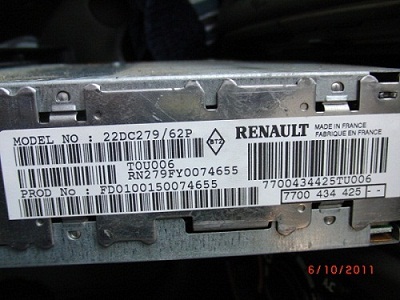 MODEL NO : 22DC279/62P
BTZ
RENAULT
MADE IN FRANCE
FABRIQUE EN FRANCE
TOU006
RN279FY0074655
PROD No : FD0100150074655
7700434425TU006
7700 434 425 --
6/10/2011